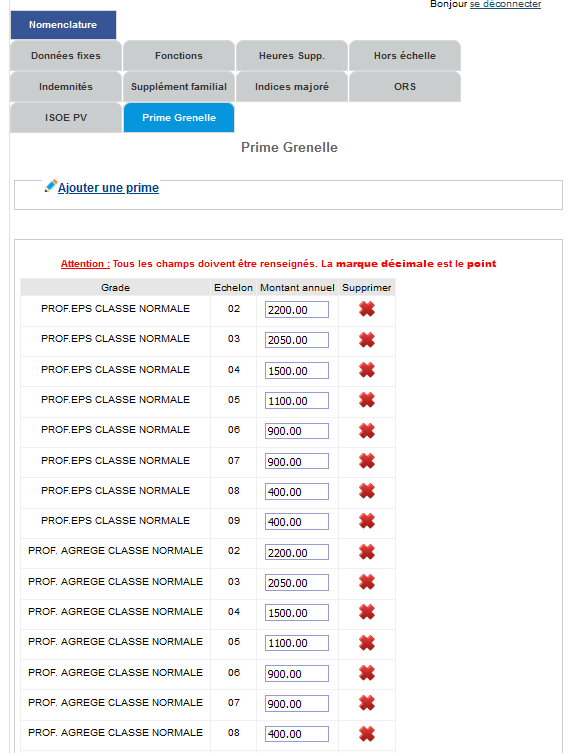 Bonjour se déconnecter
Nomenclature
Données fixes Fonctions Heures Supp. Hors échelle
Indemnités Supplément familial Indices majoré ORS
ISOE PV Prime Grenelle
Prime Grenelle
Ajouter une prime
Attention : Tous les champs doivent être renseignés. La marque décimale est le point
Grade Echelon Montant annuel Supprimer
PROF.EPS CLASSE NORMALE 02 2200.00
PROF.EPS CLASSE NORMALE 03 2050.00
PROF.EPS CLASSE NORMALE 04 1500.00
PROF.EPS CLASSE NORMALE 05 1100.00
PROF.EPS CLASSE NORMALE 06 900.00
PROF.EPS CLASSE NORMALE 07 900.00
PROF.EPS CLASSE NORMALE 08 400.00
PROF.EPS CLASSE NORMALE 09 400.00
PROF. AGREGE CLASSE NORMALE 02 2200.00
PROF. AGREGE CLASSE NORMALE 03 2050.00
PROF. AGREGE CLASSE NORMALE 04 1500.00
PROF. AGREGE CLASSE NORMALE 05 1100.00
PROF. AGREGE CLASSE NORMALE 06 900.00
PROF. AGREGE CLASSE NORMALE 07 900.00
PROF. AGREGE CLASSE NORMALE 08 400.00